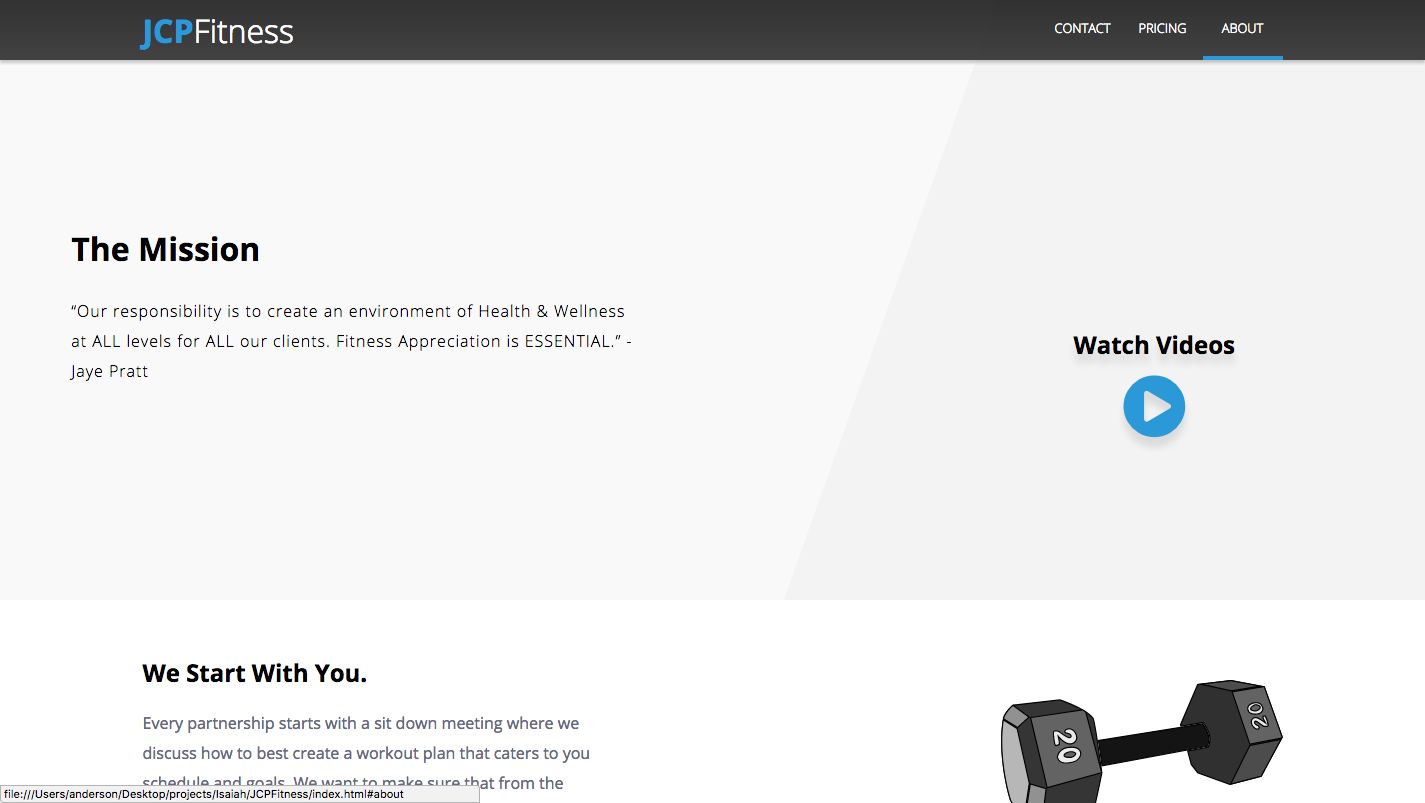 JCPFitness
CONTACT PRICING ABOUT
The Mission
“Our responsibility is to create an environment of Health & Wellness
at ALL levels for ALL our clients. Fitness Appreciation is ESSENTIAL.” -
Jaye Pratt
Watch Videos
We Start With You.
Every partnership starts with a sit down meeting where we
discuss how to best create a workout plan that caters to you
schedule and goals. We want to make sure that from the
20
20
file:///Users/anderson/Desktop/projects/Isaiah/JCPFitness/index.html#about